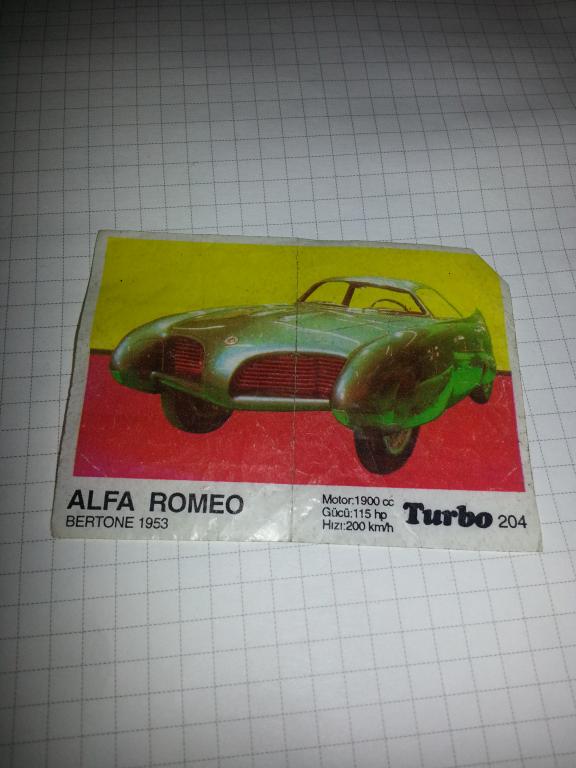 ALFA ROMEO
BERTONE 1953
Motor:1900 cc
Gücü:115 hp
Hızı:200 km/h
Turbo 204